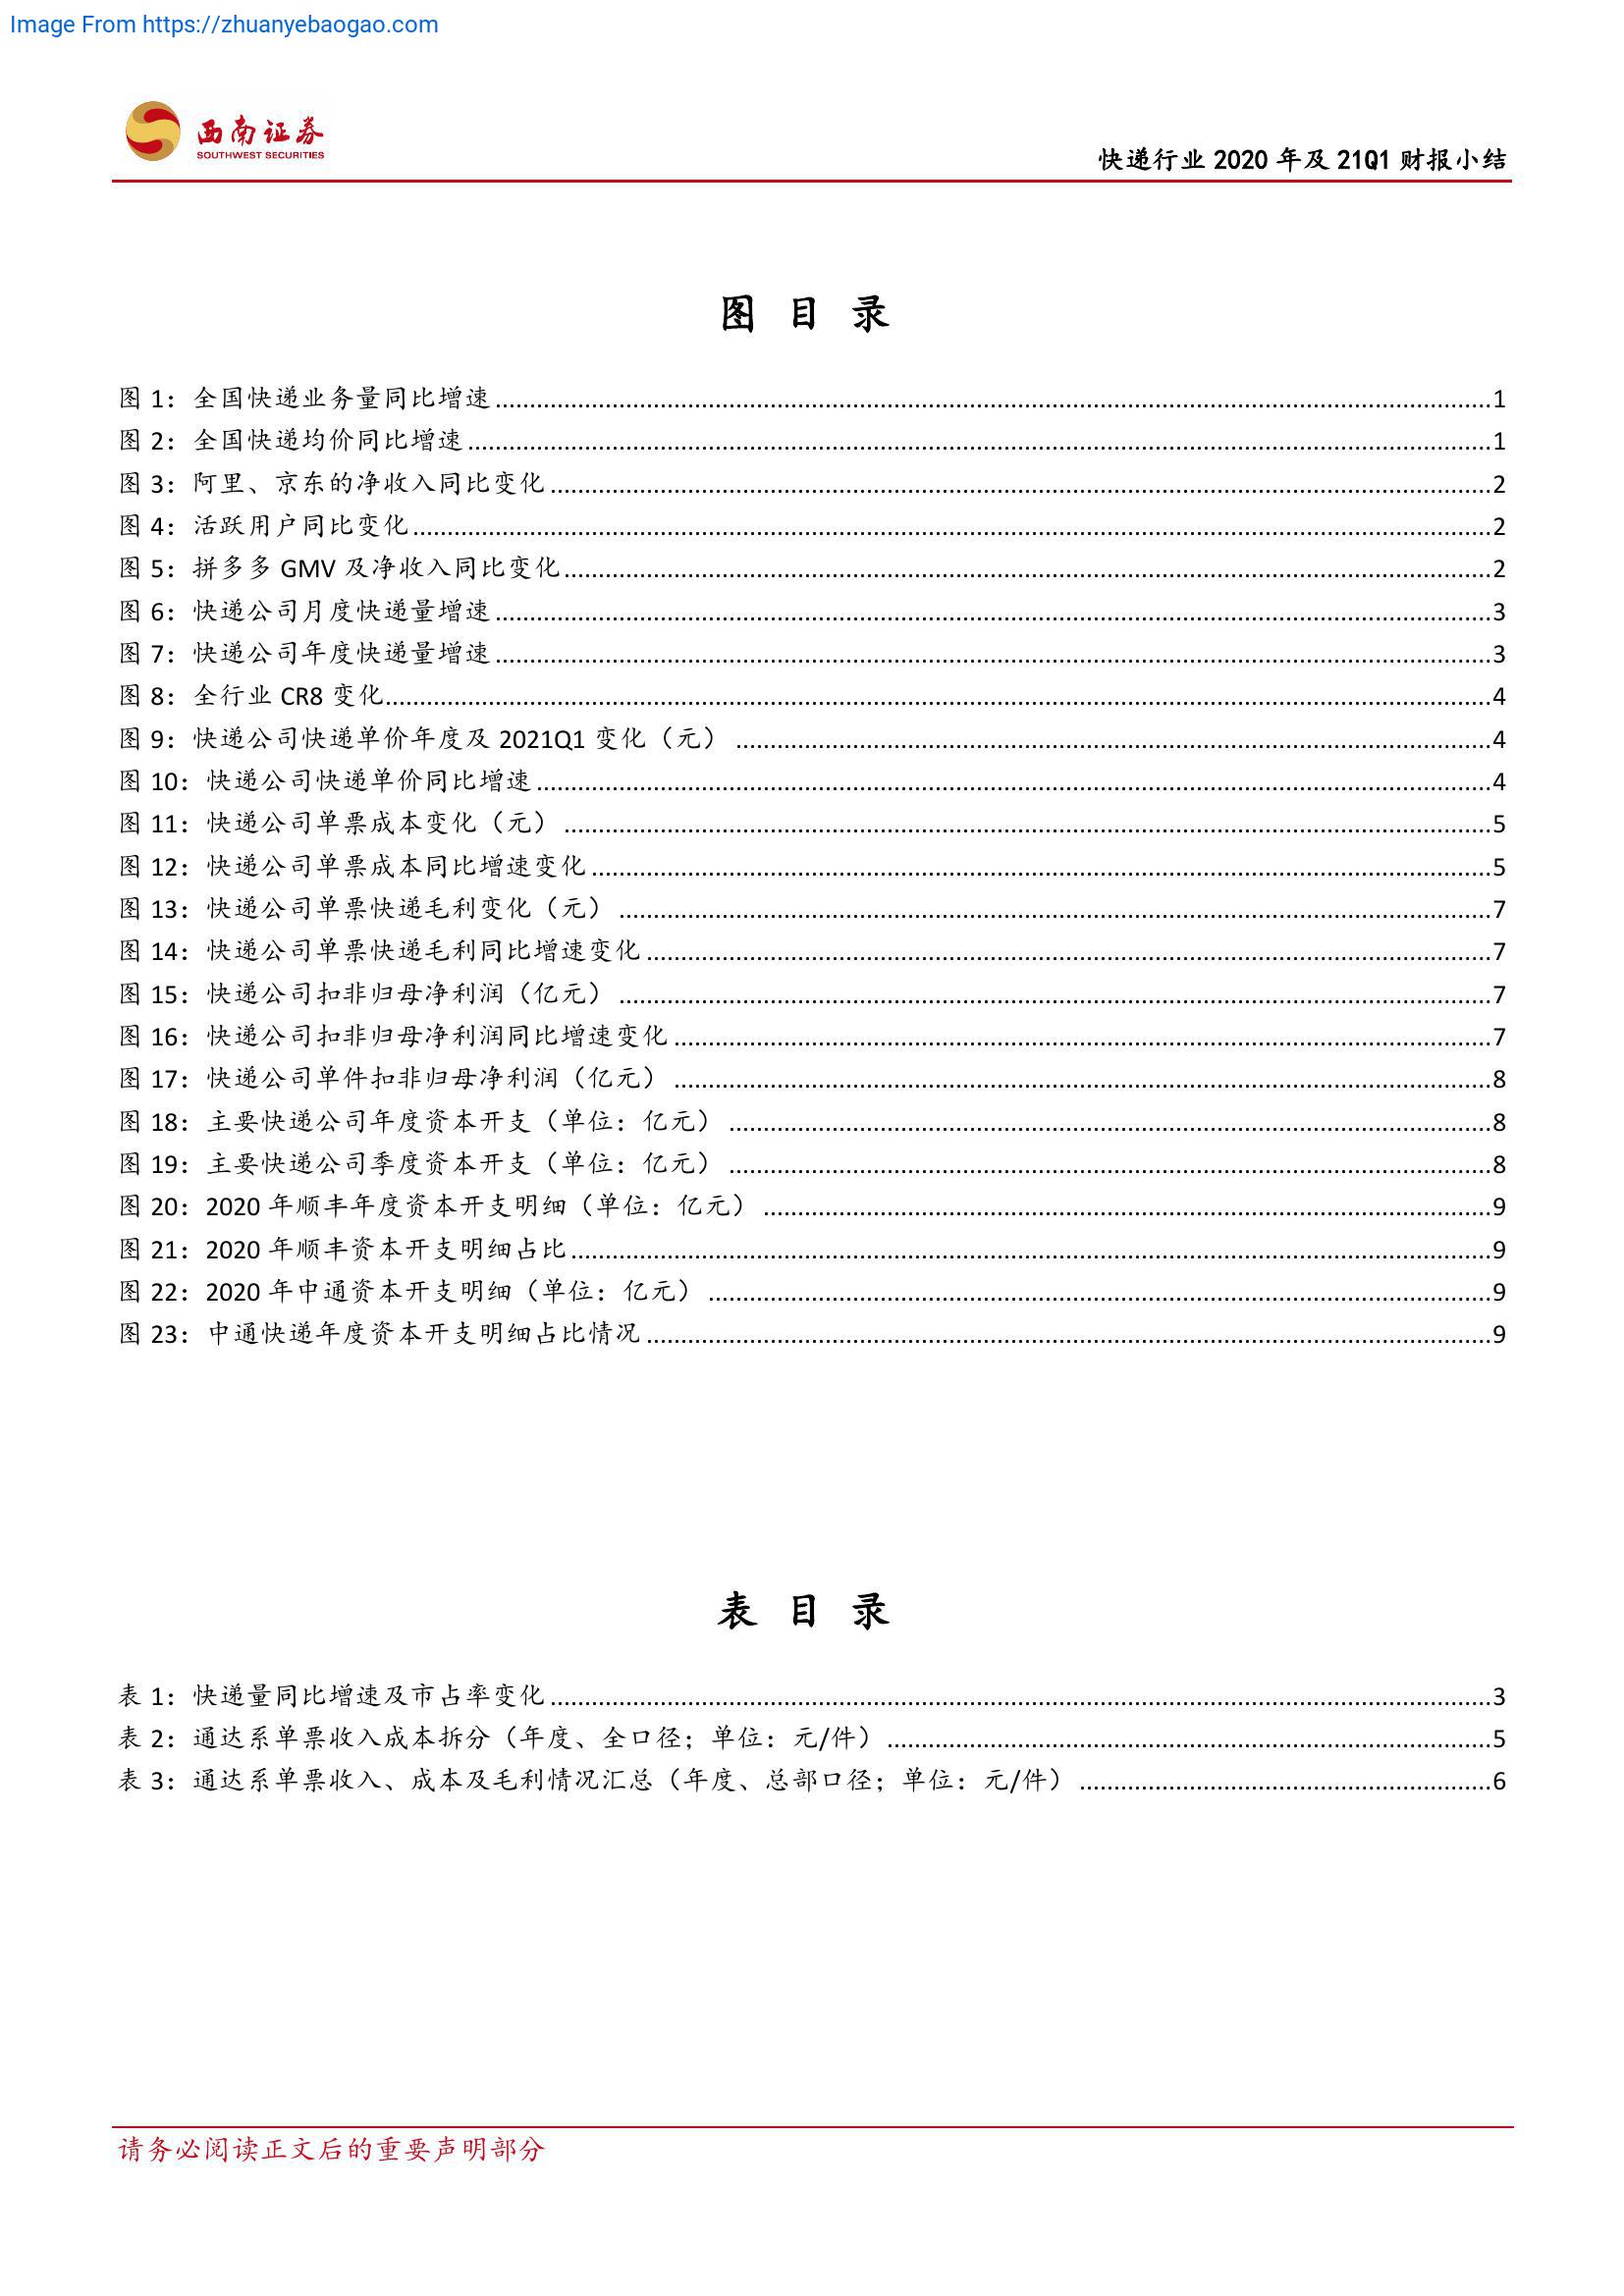 Image From https://zhuanyebaogao.com
西南证券
SOUTHWEST SECURITIES
快递行业 2020 年及 21Q1 财报小结
图 目 录
图 1：全国快递业务量同比增速........1
图 2：全国快递均价同比增速........1
图 3：阿里、京东的净收入同比变化........2
图 4：活跃用户同比变化........2
图 5：拼多多 GMV 及净收入同比变化........2
图 6：快递公司月度快递量增速........3
图 7：快递公司年度快递量增速........3
图 8：全行业 CR8 变化........4
图 9：快递公司快递单价年度及 2021Q1 变化（元）........4
图 10：快递公司快递单价同比增速........4
图 11：快递公司单票成本变化（元）........5
图 12：快递公司单票成本同比增速变化........5
图 13：快递公司单票快递毛利变化（元）........7
图 14：快递公司单票快递毛利同比增速变化........7
图 15：快递公司扣非归母净利润（亿元）........7
图 16：快递公司扣非归母净利润同比增速变化........7
图 17：快递公司单件扣非归母净利润（亿元）........8
图 18：主要快递公司年度资本开支（单位：亿元）........8
图 19：主要快递公司季度资本开支（单位：亿元）........8
图 20：2020 年顺丰年度资本开支明细（单位：亿元）........9
图 21：2020 年顺丰资本开支明细占比........9
图 22：2020 年中通资本开支明细（单位：亿元）........9
图 23：中通快递年度资本开支明细占比情况........9
表 目 录
表 1：快递量同比增速及市占率变化........3
表 2：通达系单票收入成本拆分（年度、全口径；单位：元/件）........5
表 3：通达系单票收入、成本及毛利情况汇总（年度、总部口径；单位：元/件）........6
请务必阅读正文后的重要声明部分